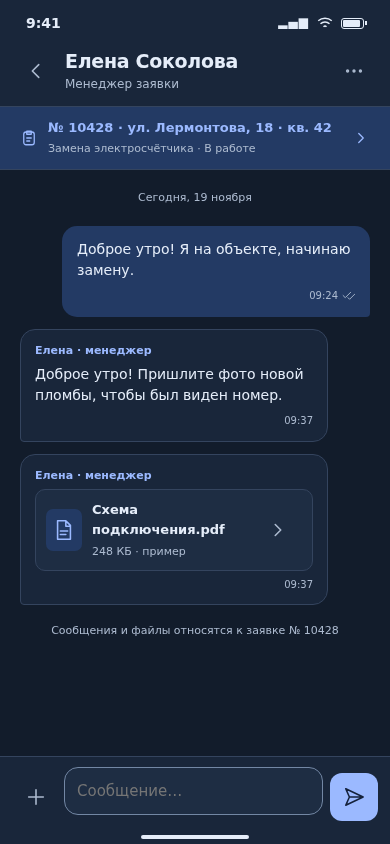 9:41
Елена Соколова
Менеджер заявки
№ 10428 · ул. Лермонтова, 18 · кв. 42
Замена электросчётчика · В работе
Сегодня, 19 ноября
Доброе утро! Я на объекте, начинаю
замену.
09:24
Елена · менеджер
Доброе утро! Пришлите фото новой
пломбы, чтобы был виден номер.
09:37
Елена · менеджер
Схема
подключения.pdf
248 КБ · пример
09:37
Сообщения и файлы относятся к заявке № 10428
Сообщение…